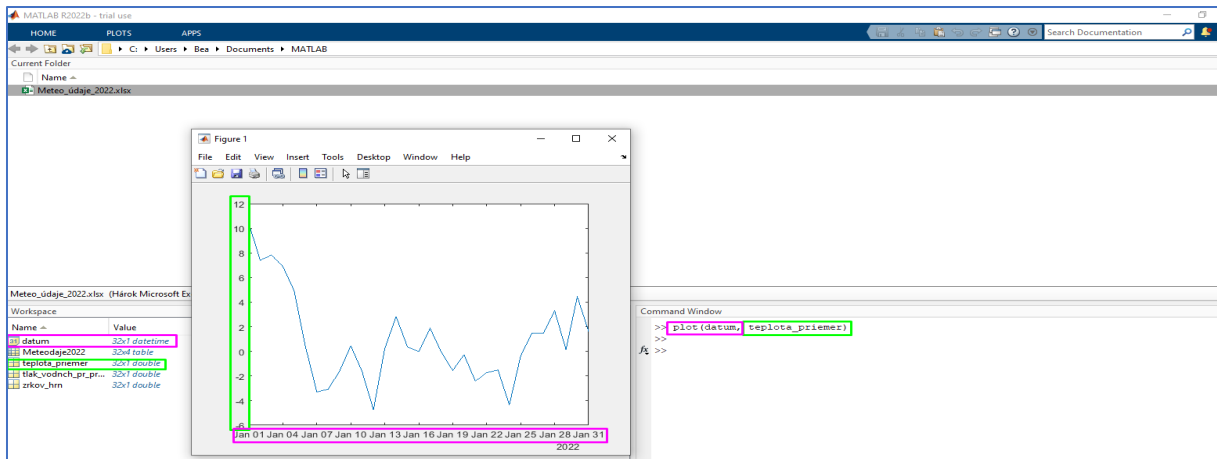 MATLAB R2022b - trial use
HOME PLOTS APPS
Search Documentation
C: ▸ Users ▸ Bea ▸ Documents ▸ MATLAB
Current Folder
Name
Meteo_údaje_2022.xlsx
Figure 1
File Edit View Insert Tools Desktop Window Help
12
10
8
6
4
2
0
-2
-4
-6
Jan 01 Jan 04 Jan 07 Jan 10 Jan 13 Jan 16 Jan 19 Jan 22 Jan 25 Jan 28 Jan 31
2022
Meteo_údaje_2022.xlsx (Hárok Microsoft Ex
Workspace
Name Value
datum 32x1 datetime
Meteodaje2022 32x4 table
teplota_priemer 32x1 double
tlak_vodnch_pr_pr... 32x1 double
zrkov_hrn 32x1 double
Command Window
>> plot(datum, teplota_priemer)
>>
fx >>